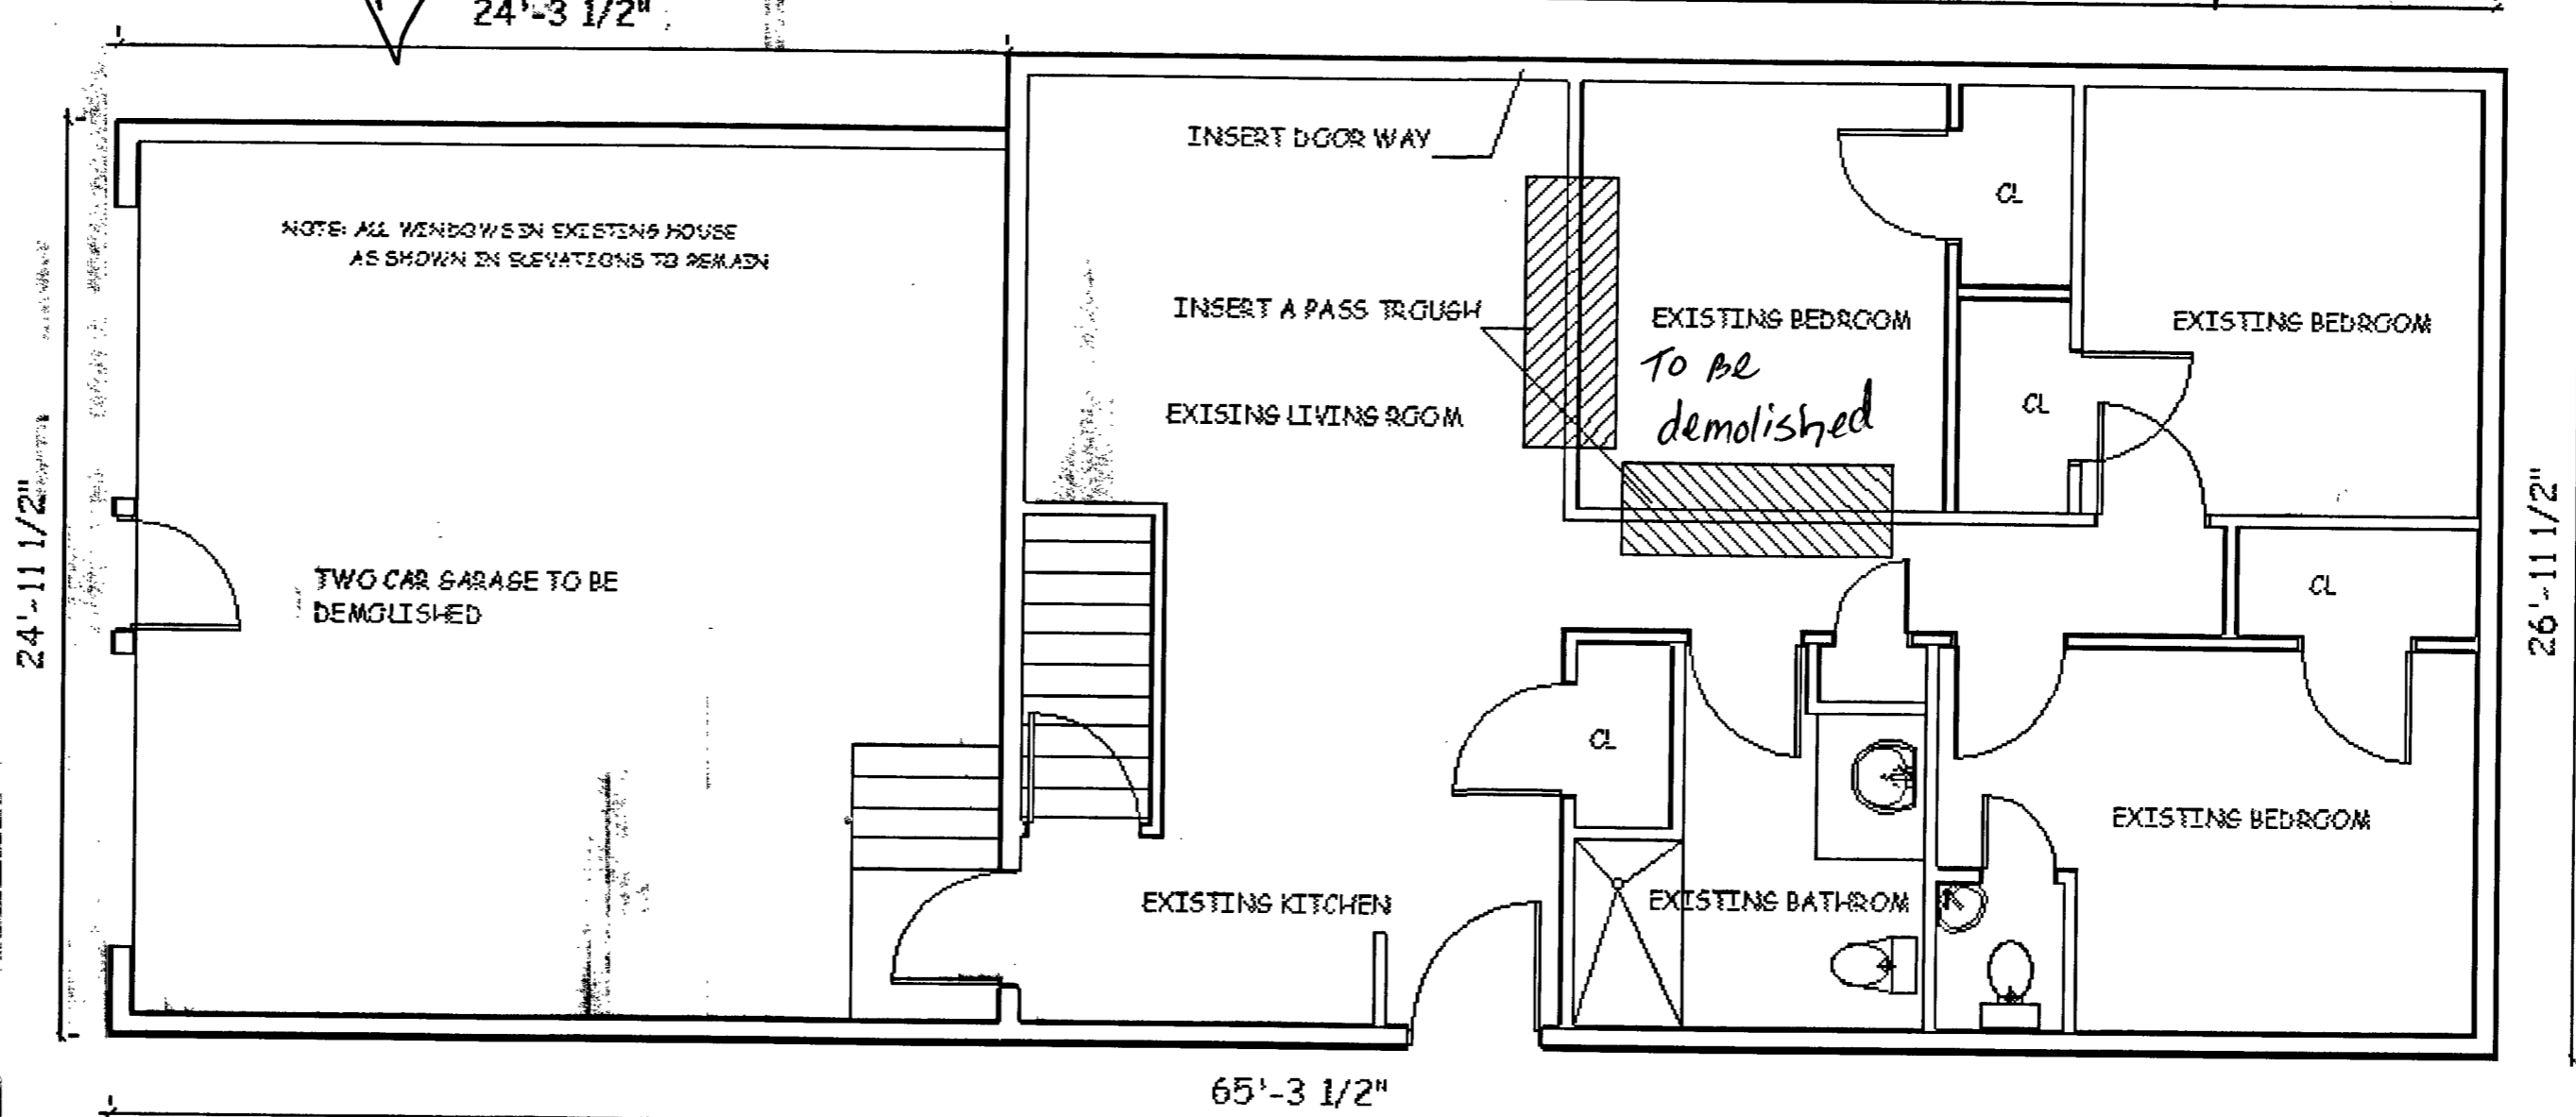 24'-3 1/2"
INSERT DOOR WAY
CL
NOTE: ALL WINDOWS IN EXISTING HOUSE
AS SHOWN IN ELEVATIONS TO REMAIN
INSERT A PASS TROUGH
EXISTING BEDROOM
EXISTING BEDROOM
To Be
demolished
EXISING LIVING ROOM
CL
24'-11 1/2"
26'-11 1/2"
TWO CAR GARAGE TO BE
DEMOLISHED
CL
CL
EXISTING BEDROOM
EXISTING KITCHEN
EXISTING BATHROM
65'-3 1/2"